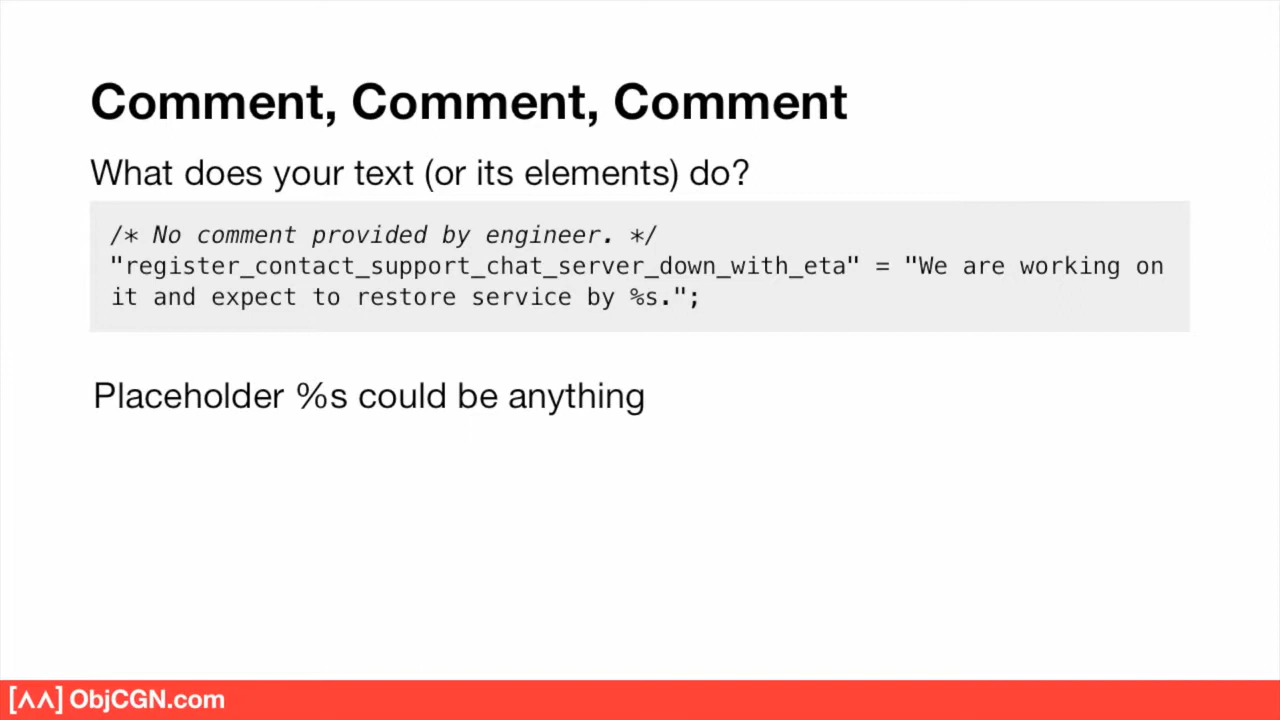 Comment, Comment, Comment
What does your text (or its elements) do?
/* No comment provided by engineer. */
"register_contact_support_chat_server_down_with_eta" = "We are working on
it and expect to restore service by %s.";
Placeholder %s could be anything
[ʌʌ] ObjCGN.com